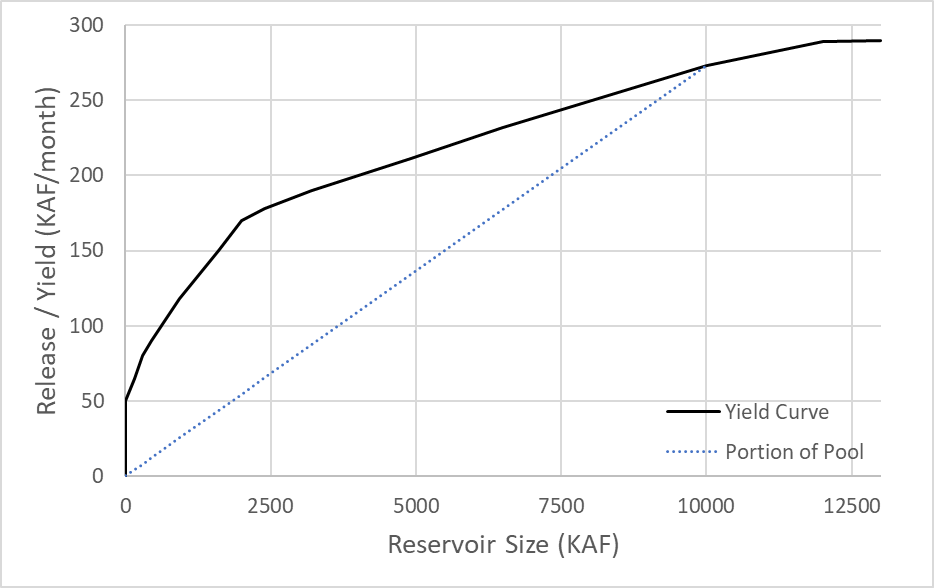 300
250
200
150
100
50
0
Release / Yield (KAF/month)
Yield Curve
Portion of Pool
0 2500 5000 7500 10000 12500
Reservoir Size (KAF)